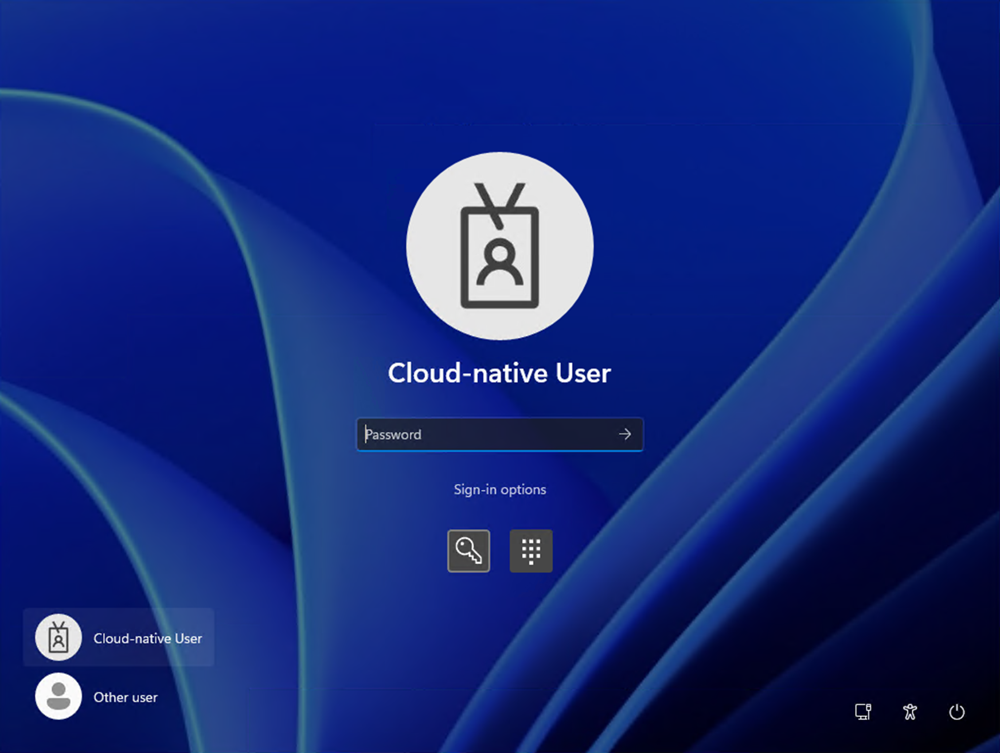 Cloud-native User
Password
Sign-in options
Cloud-native User
Other user